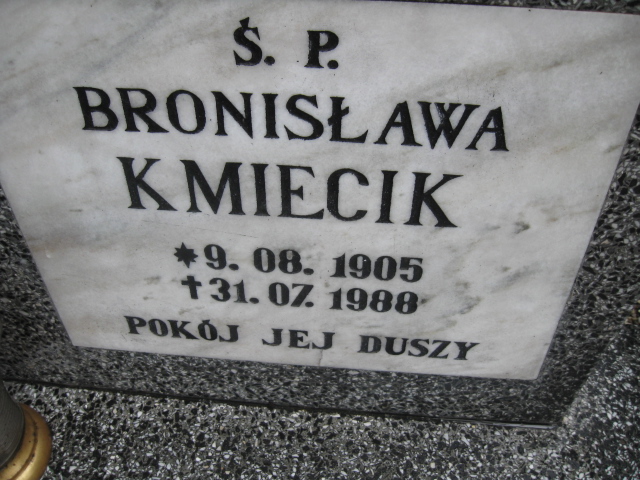 Ś. P.
BRONISŁAWA
KMIECIK
* 9. 08. 1905
† 31. 07. 1988
POKÓJ JEJ DUSZY